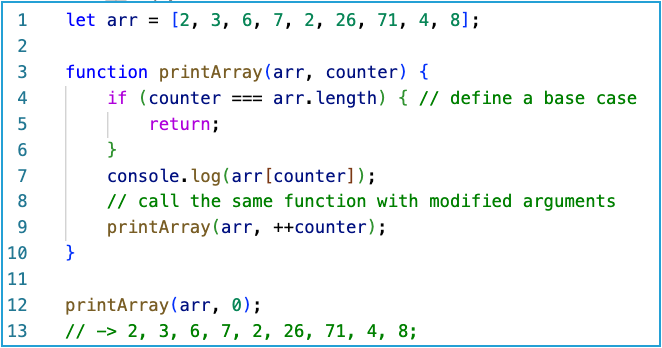 1 let arr = [2, 3, 6, 7, 2, 26, 71, 4, 8];
2
3 function printArray(arr, counter) {
4     if (counter === arr.length) { // define a base case
5         return;
6     }
7     console.log(arr[counter]);
8     // call the same function with modified arguments
9     printArray(arr, ++counter);
10 }
11
12 printArray(arr, 0);
13 // -> 2, 3, 6, 7, 2, 26, 71, 4, 8;